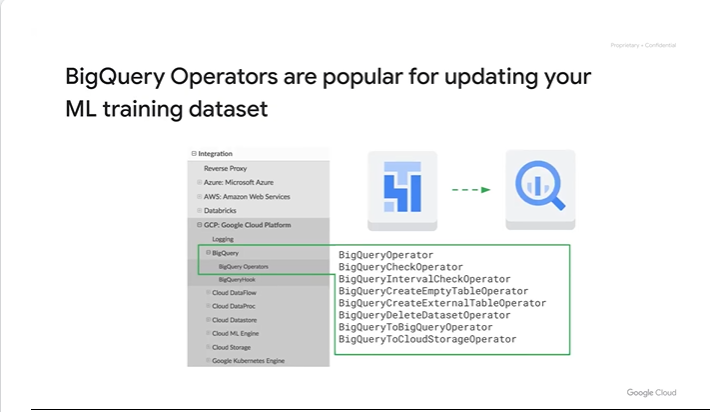 Proprietary + Confidential
BigQuery Operators are popular for updating your
ML training dataset
Integration
Reverse Proxy
Azure: Microsoft Azure
AWS: Amazon Web Services
Databricks
GCP: Google Cloud Platform
Logging
BigQuery
BigQuery Operators
BigQueryHook
Cloud DataFlow
Cloud DataProc
Cloud Datastore
Cloud ML Engine
Cloud Storage
Google Kubernetes Engine
BigQueryOperator
BigQueryCheckOperator
BigQueryIntervalCheckOperator
BigQueryCreateEmptyTableOperator
BigQueryCreateExternalTableOperator
BigQueryDeleteDatasetOperator
BigQueryToBigQueryOperator
BigQueryToCloudStorageOperator
Google Cloud